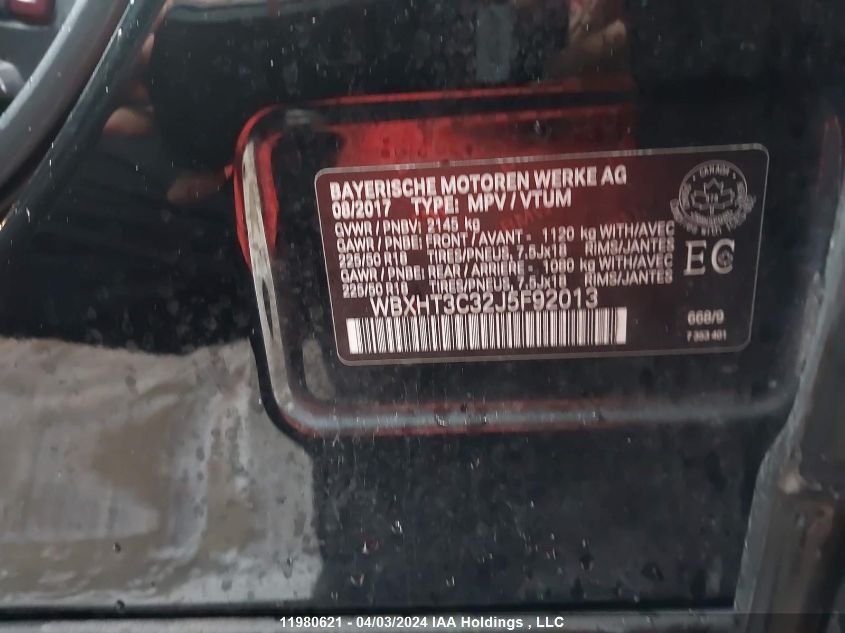 BAYERISCHE MOTOREN WERKE AG
08/2017 TYPE: MPV / VTUM
GVWR / PNBV: 2145 kg
GAWR / PNBE: FRONT / AVANT - 1120 kg WITH/AVEC
225/50 R18 TIRES/PNEUS, 7.5Jx18 RIMS/JANTES
GAWR / PNBE: REAR / ARRIERE - 1080 kg WITH/AVEC
225/50 R18 TIRES/PNEUS, 7.5Jx18 RIMS/JANTES
WBXHT3C32J5F92013
CANADA
EC
668/9
7 353 401
11980621 - 04/03/2024 IAA Holdings , LLC